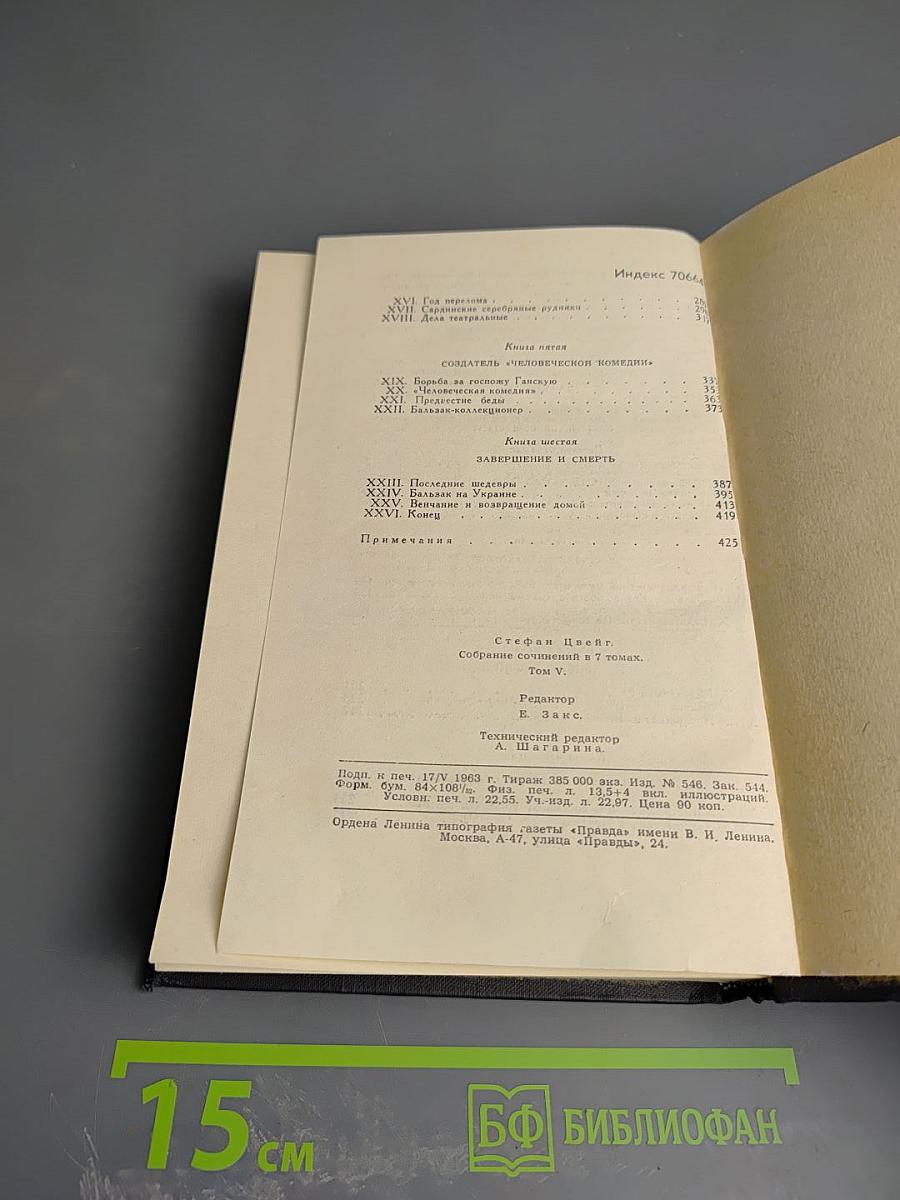 Индекс 70664
XVI. Год перелома . . . . . . . . . . .
XVII. Сардинские серебряные рудники . . . . . .
XVIII. Дела театральные . . . . . . . . . .
Книга пятая
СОЗДАТЕЛЬ «ЧЕЛОВЕЧЕСКОЙ КОМЕДИИ»
XIX. Борьба за госпожу Ганскую . . . . . . . 337
XX. «Человеческая комедия» . . . . . . . . 353
XXI. Предвестие беды . . . . . . . . . . 363
XXII. Бальзак-коллекционер . . . . . . . . . 373
Книга шестая
ЗАВЕРШЕНИЕ И СМЕРТЬ
XXIII. Последние шедевры . . . . . . . . . 387
XXIV. Бальзак на Украине . . . . . . . . . 395
XXV. Венчание и возвращение домой . . . . . . 413
XXVI. Конец . . . . . . . . . . . . . 419
Примечания . . . . . . . . . . . . 425
Стефан Цвейг.
Собрание сочинений в 7 томах.
Том V.
Редактор
Е. Закс.
Технический редактор
А. Шагарина.
Подп. к печ. 17/V 1963 г. Тираж 385 000 экз. Изд. № 546. Зак. 544.
Форм. бум. 84×108¹/₃₂. Физ. печ. л. 13,5+4 вкл. иллюстраций.
Условн. печ. л. 22,55. Уч.-изд. л. 22,97. Цена 90 коп.
Ордена Ленина типография газеты «Правда» имени В. И. Ленина.
Москва, А-47, улица «Правды», 24.
15 см
БФ БИБЛИОФАН